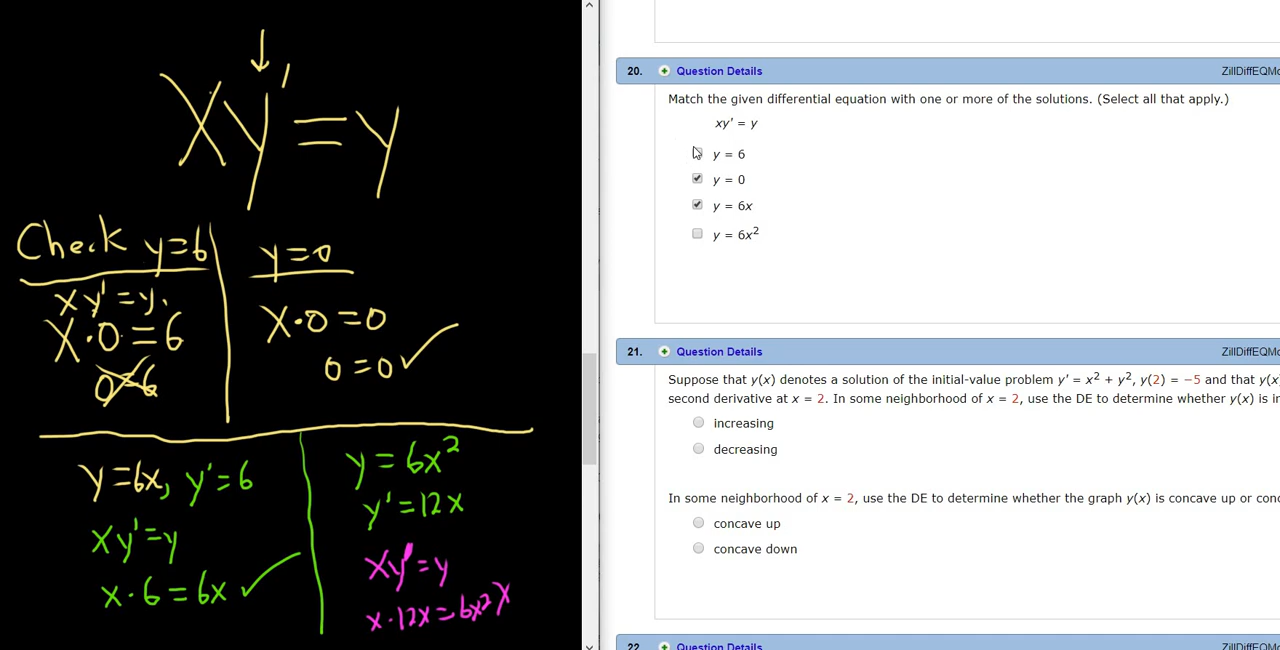 xy' = y
Check y=6
xy' = y
x·0 = 6
0≠6
y=0
x·0=0
0=0✓
y=6x, y'=6
xy'=y
x·6=6x ✓
y=6x²
y'=12x
xy'=y
x·12x=6x² X
20. Question Details ZillDiffEQMo
Match the given differential equation with one or more of the solutions. (Select all that apply.)
xy' = y
y = 6
y = 0
y = 6x
y = 6x²
21. Question Details ZillDiffEQMo
Suppose that y(x) denotes a solution of the initial-value problem y' = x² + y², y(2) = −5 and that y(x
second derivative at x = 2. In some neighborhood of x = 2, use the DE to determine whether y(x) is in
increasing
decreasing
In some neighborhood of x = 2, use the DE to determine whether the graph y(x) is concave up or conc
concave up
concave down
22. Question Details ZillDiffEQMo